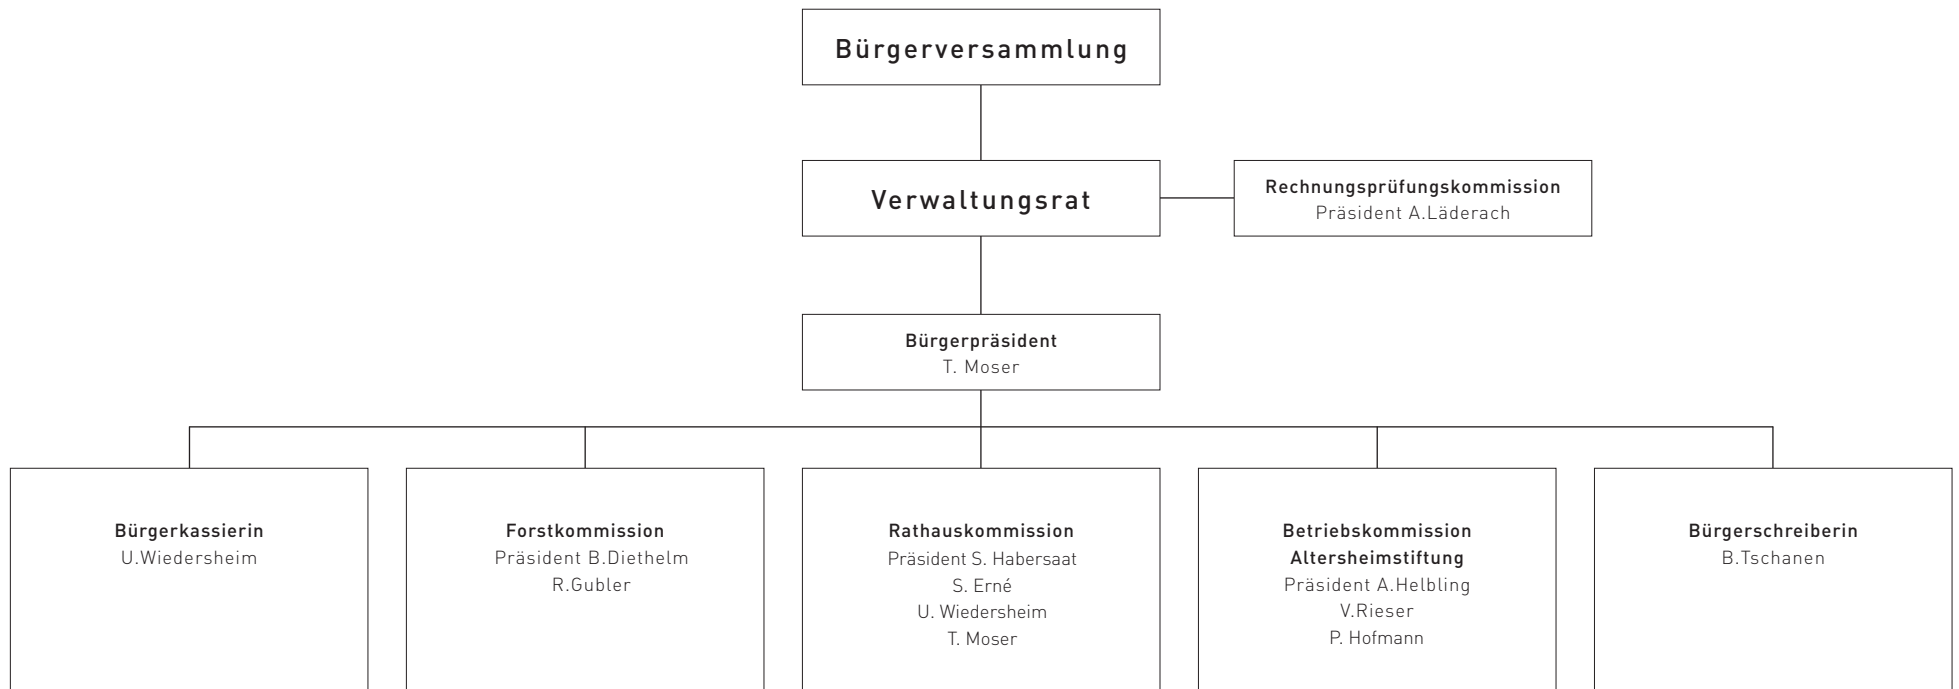 Bürgerversammlung
Verwaltungsrat
Rechnungsprüfungskommission
Präsident A.Läderach
Bürgerpräsident
T. Moser
Bürgerkassierin
U.Wiedersheim
Forstkommission
Präsident B.Diethelm
R.Gubler
Rathauskommission
Präsident S. Habersaat
S. Erné
U. Wiedersheim
T. Moser
Betriebskommission
Altersheimstiftung
Präsident A.Helbling
V.Rieser
P. Hofmann
Bürgerschreiberin
B.Tschanen